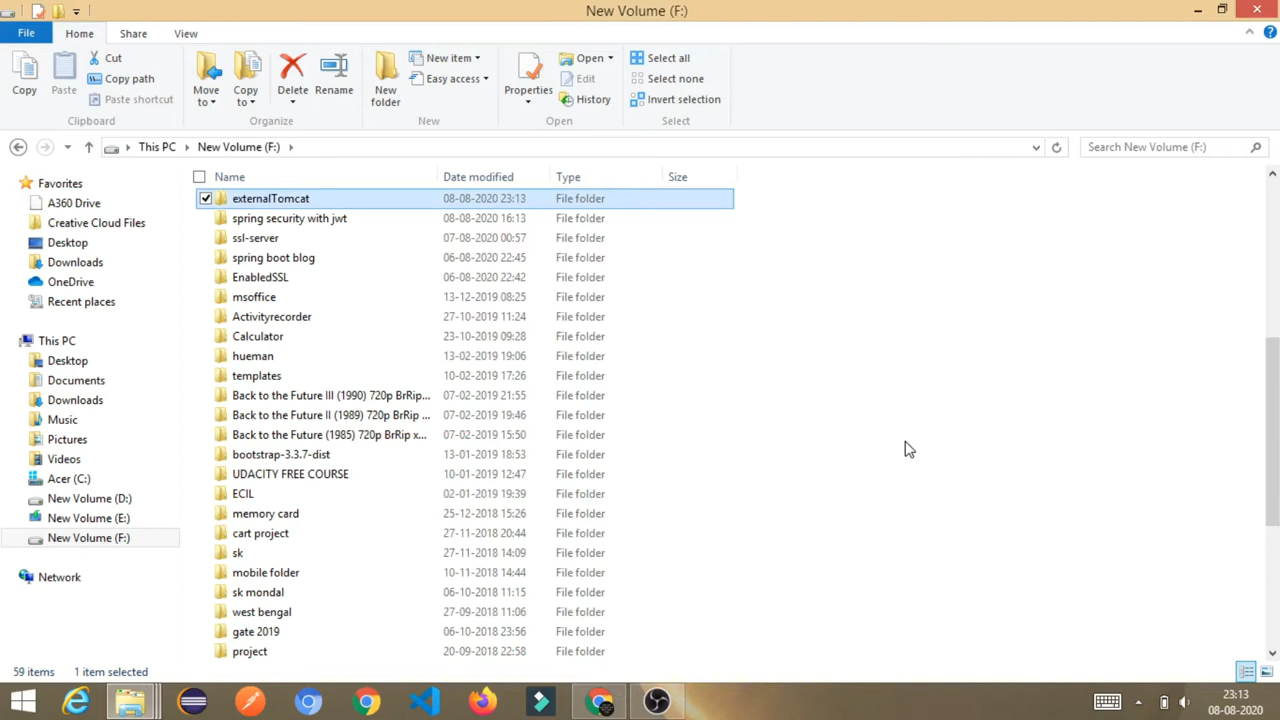 New Volume (F:)
File Home Share View
Copy Paste Cut Copy path Paste shortcut Clipboard
Move to Copy to Delete Rename Organize
New folder New item Easy access New
Properties Open Edit History Open
Select all Select none Invert selection Select
This PC New Volume (F:) Search New Volume (F:)
Favorites
A360 Drive
Creative Cloud Files
Desktop
Downloads
OneDrive
Recent places
This PC
Desktop
Documents
Downloads
Music
Pictures
Videos
Acer (C:)
New Volume (D:)
New Volume (E:)
New Volume (F:)
Network
Name Date modified Type Size
externalTomcat 08-08-2020 23:13 File folder
spring security with jwt 08-08-2020 16:13 File folder
ssl-server 07-08-2020 00:57 File folder
spring boot blog 06-08-2020 22:45 File folder
EnabledSSL 06-08-2020 22:42 File folder
msoffice 13-12-2019 08:25 File folder
Activityrecorder 27-10-2019 11:24 File folder
Calculator 23-10-2019 09:28 File folder
hueman 13-02-2019 19:06 File folder
templates 10-02-2019 17:26 File folder
Back to the Future III (1990) 720p BrRip... 07-02-2019 21:55 File folder
Back to the Future II (1989) 720p BrRip ... 07-02-2019 19:46 File folder
Back to the Future (1985) 720p BrRip x... 07-02-2019 15:50 File folder
bootstrap-3.3.7-dist 13-01-2019 18:53 File folder
UDACITY FREE COURSE 10-01-2019 12:47 File folder
ECIL 02-01-2019 19:39 File folder
memory card 25-12-2018 15:26 File folder
cart project 27-11-2018 20:44 File folder
sk 27-11-2018 14:09 File folder
mobile folder 10-11-2018 14:44 File folder
sk mondal 06-10-2018 11:15 File folder
west bengal 27-09-2018 11:06 File folder
gate 2019 06-10-2018 23:56 File folder
project 20-09-2018 22:58 File folder
59 items 1 item selected
23:13
08-08-2020